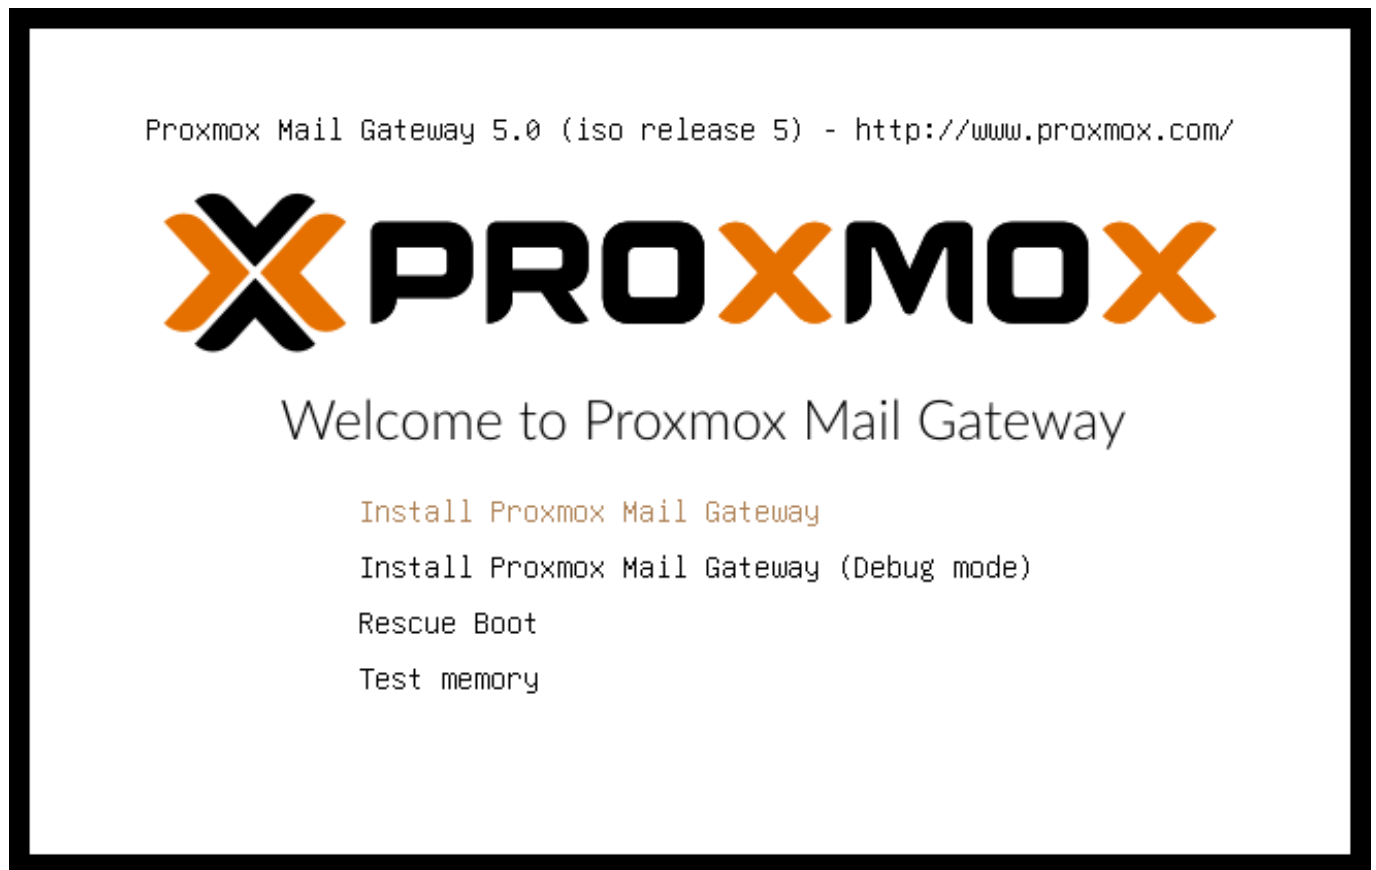 Proxmox Mail Gateway 5.0 (iso release 5) - http://www.proxmox.com/
PROXMOX
Welcome to Proxmox Mail Gateway
Install Proxmox Mail Gateway
Install Proxmox Mail Gateway (Debug mode)
Rescue Boot
Test memory